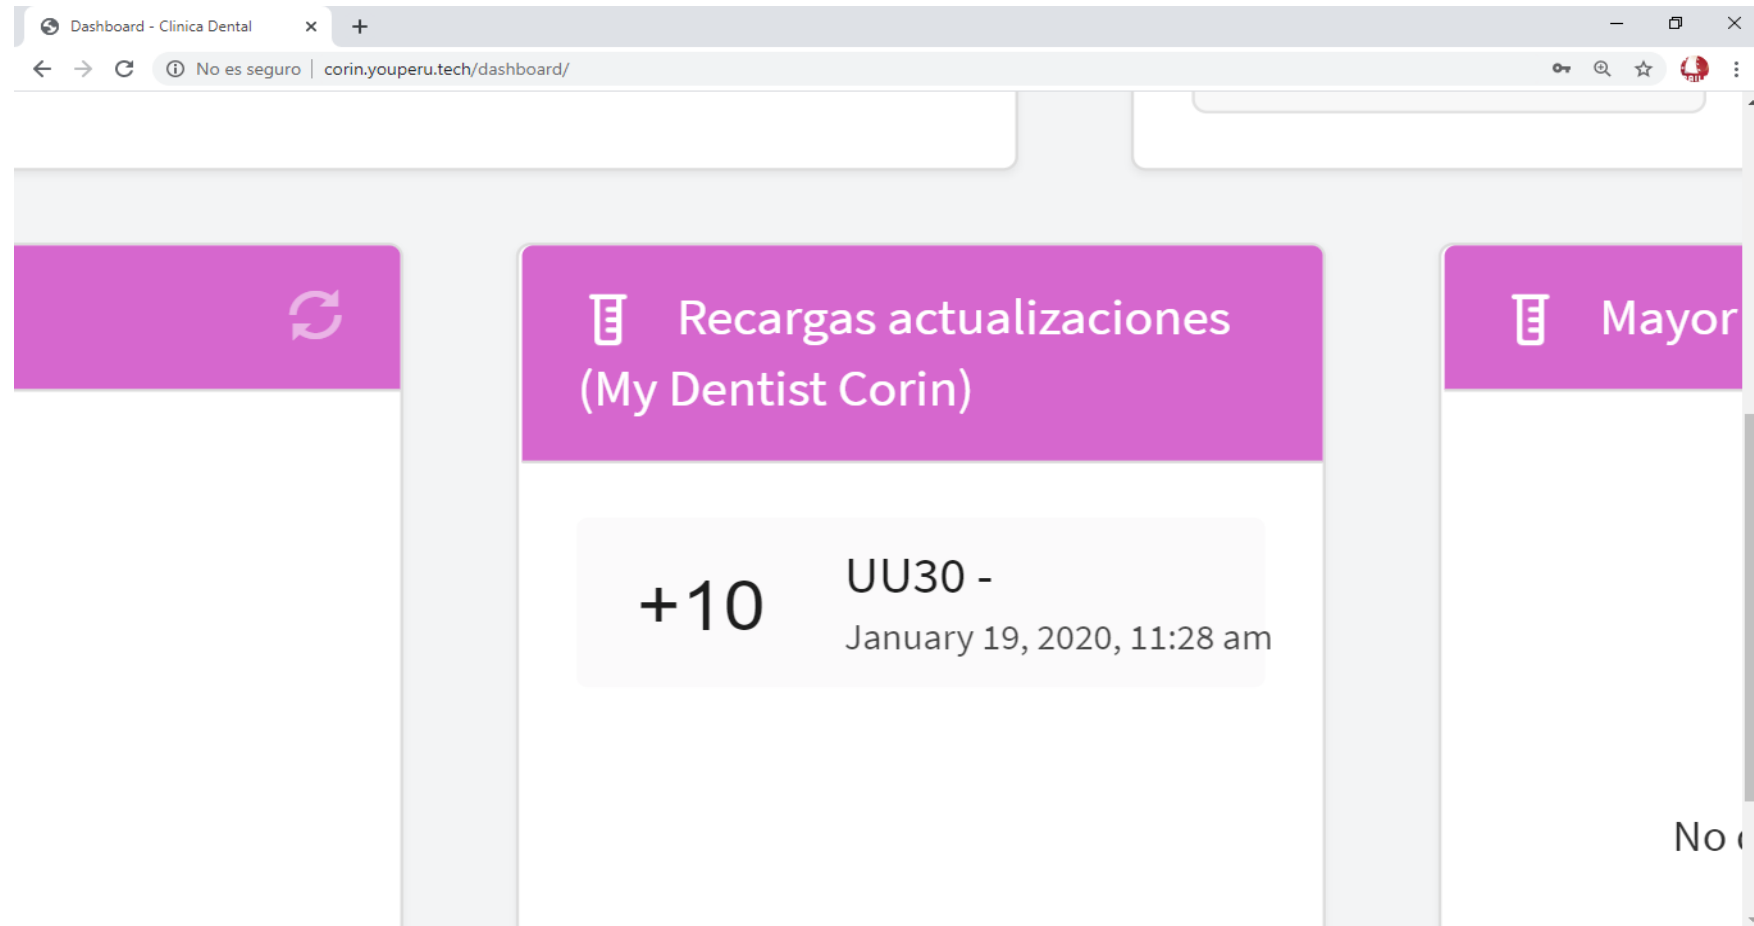 Dashboard - Clinica Dental
No es seguro | corin.youperu.tech/dashboard/
Recargas actualizaciones
(My Dentist Corin)
Mayor
+10
UU30 -
January 19, 2020, 11:28 am
No